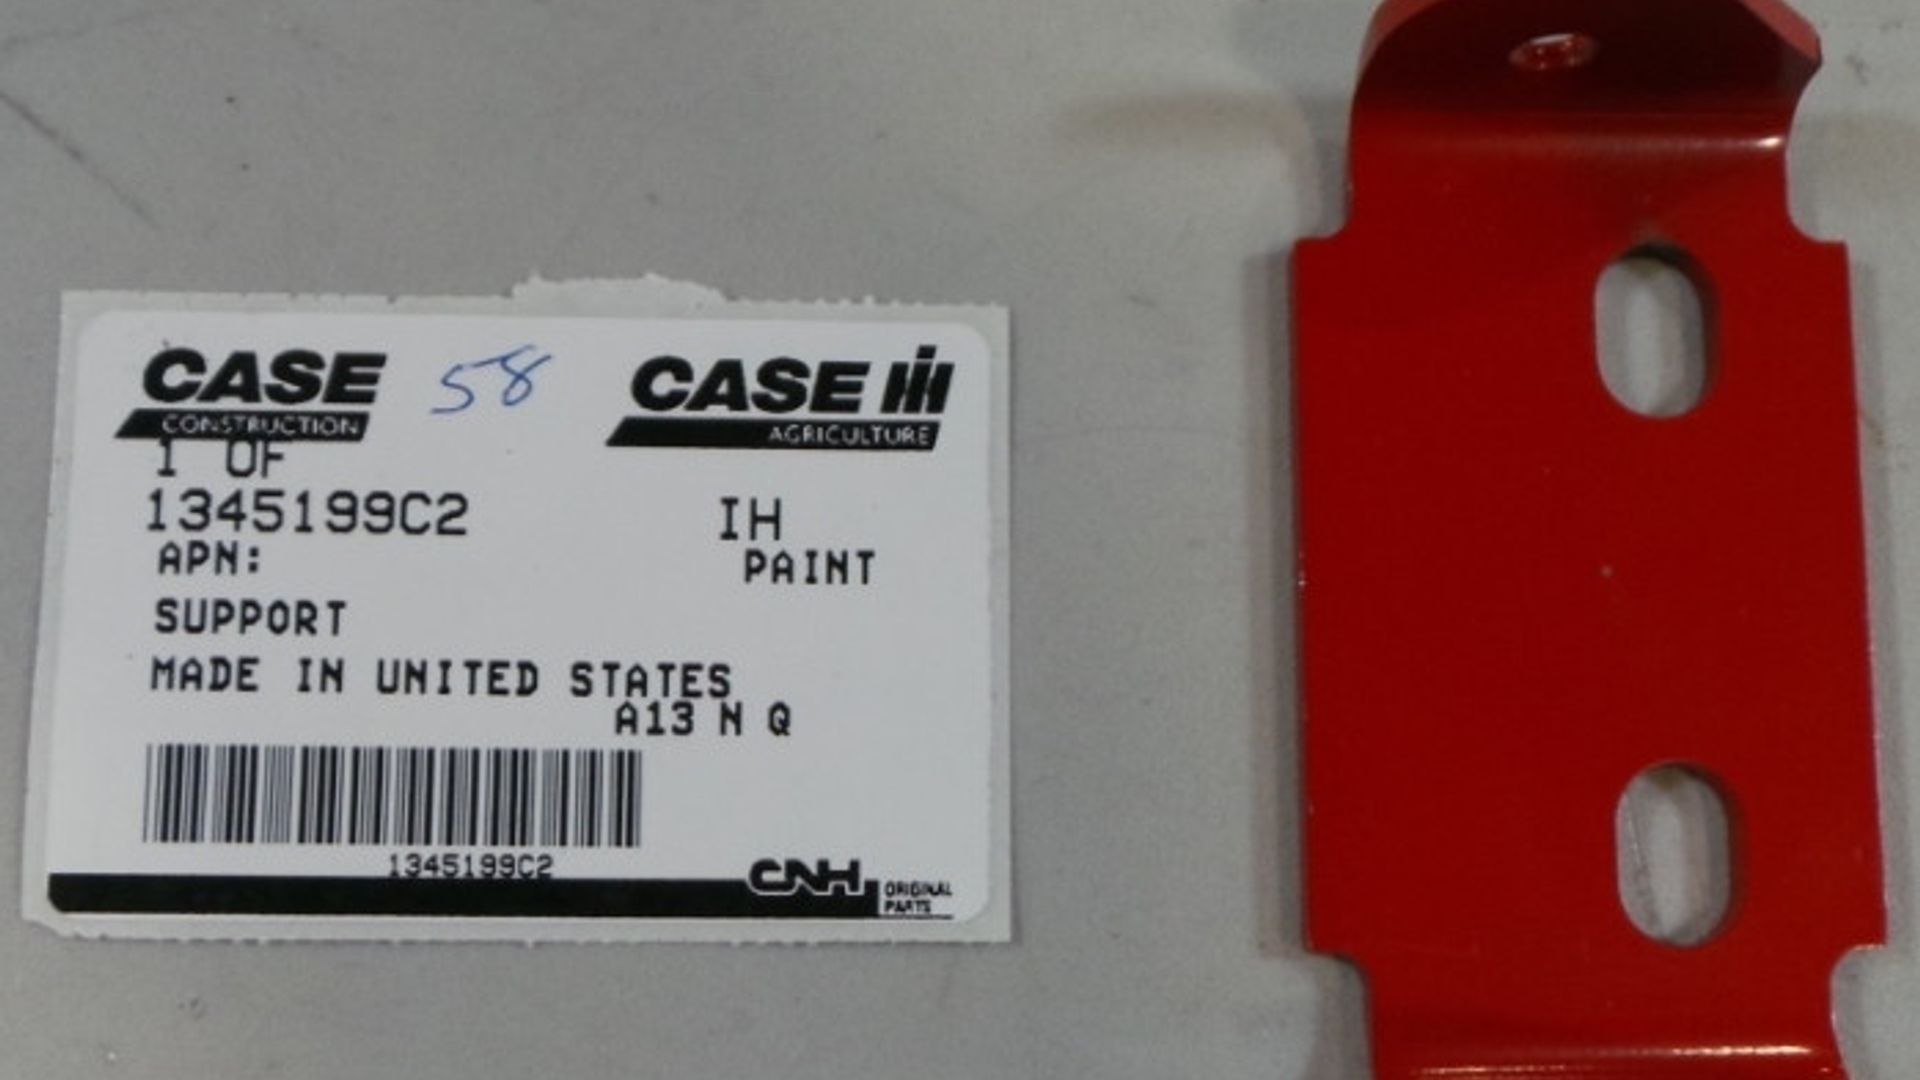 CASE 58 CASE IH
CONSTRUCTION AGRICULTURE
1 OF
1345199C2 IH
APN: PAINT
SUPPORT
MADE IN UNITED STATES
A13 N Q
1345199C2
CNH ORIGINAL
PARTS